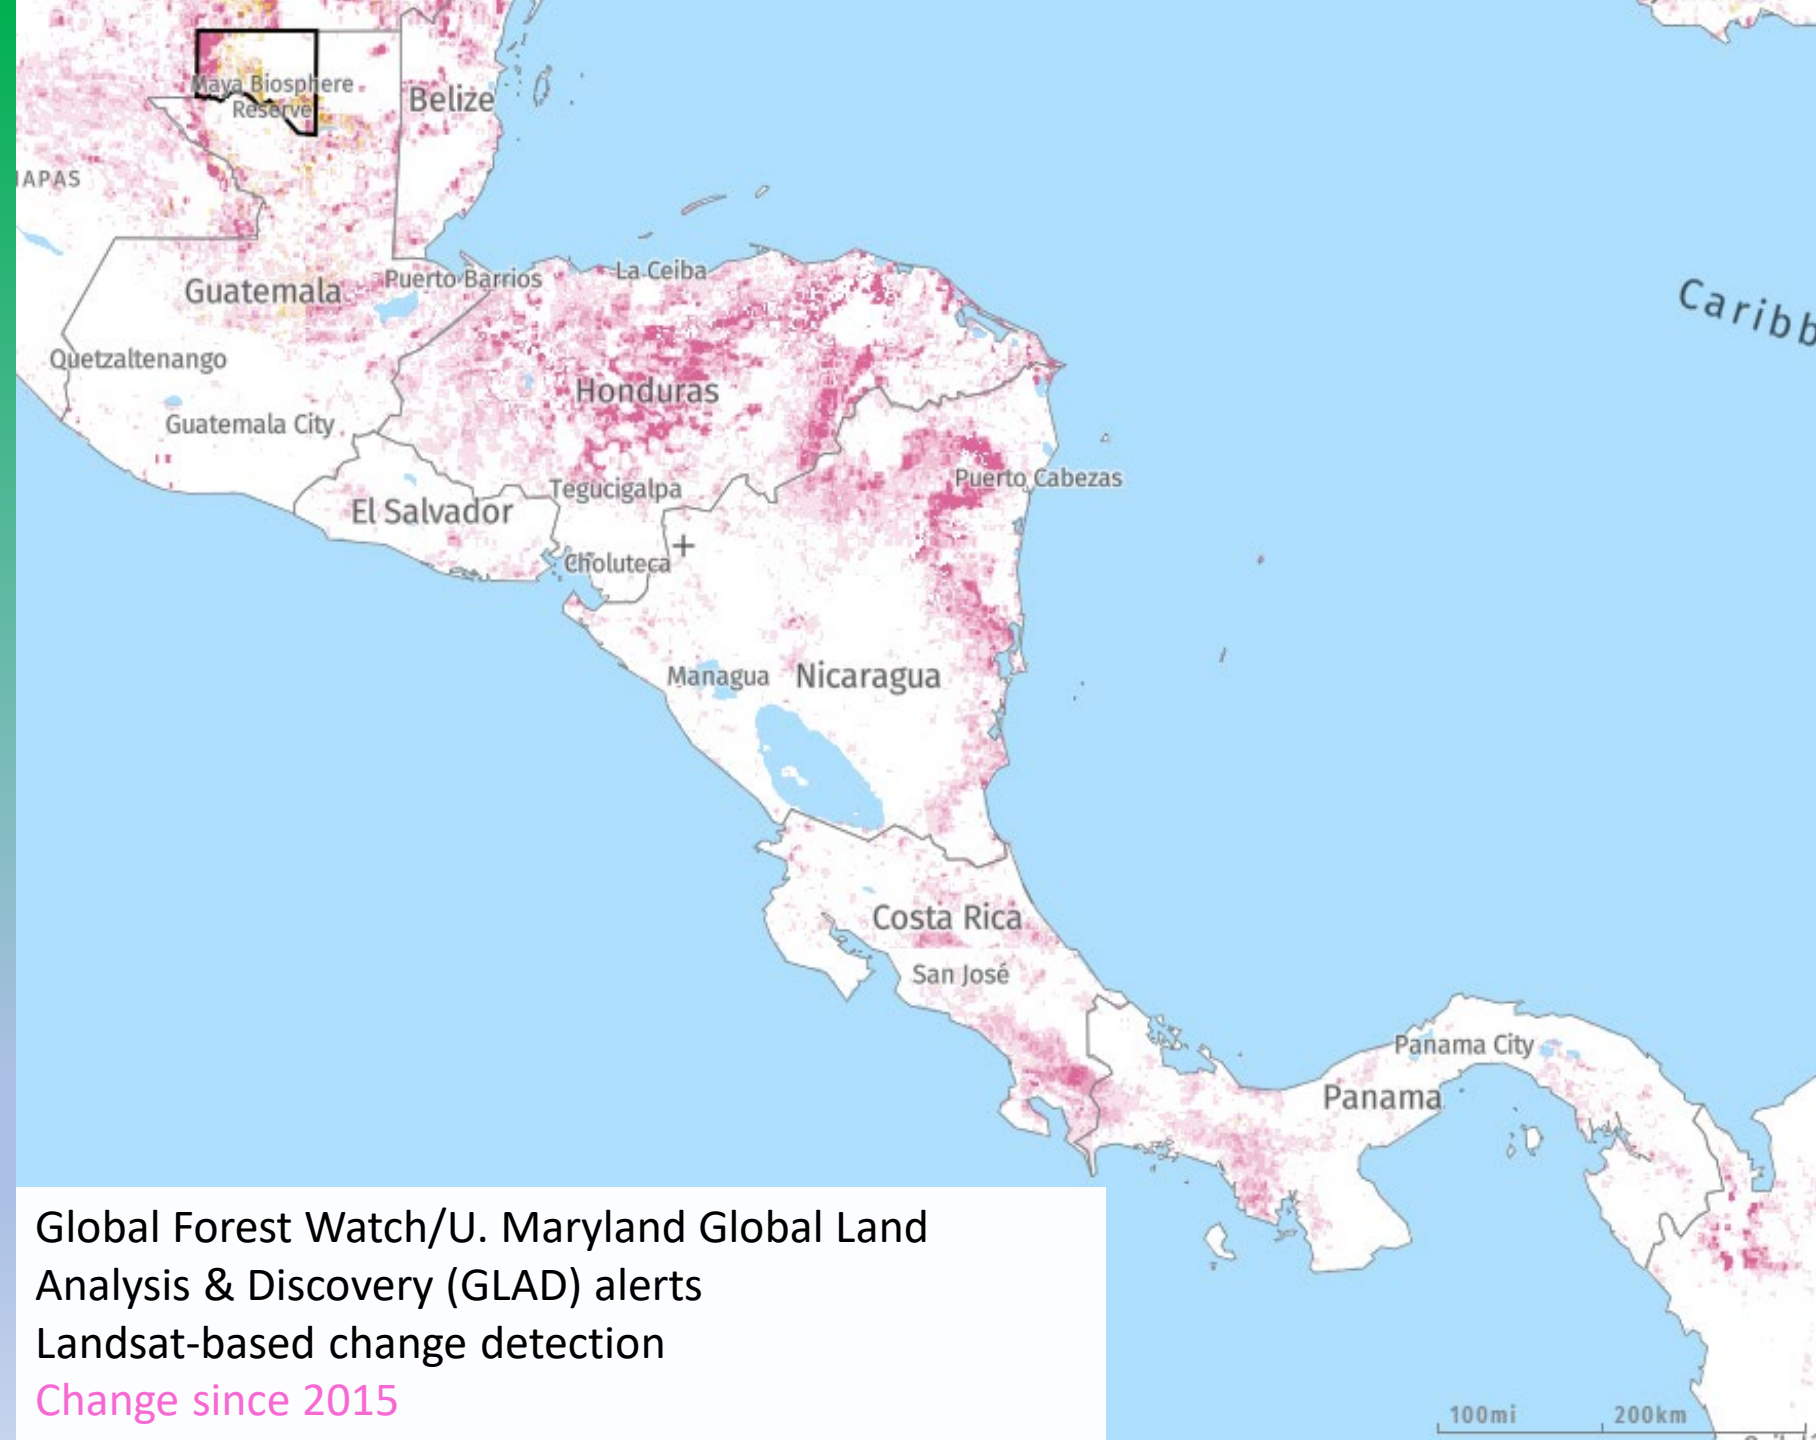 Maya Biosphere
Reserve
Belize
IAPAS
Guatemala
Puerto Barrios
La Ceiba
Caribb
Quetzaltenango
Honduras
Guatemala City
Puerto Cabezas
Tegucigalpa
El Salvador
Choluteca
Managua
Nicaragua
Costa Rica
San José
Panama City
Panama
Global Forest Watch/U. Maryland Global Land
Analysis & Discovery (GLAD) alerts
Landsat-based change detection
Change since 2015
100mi
200km